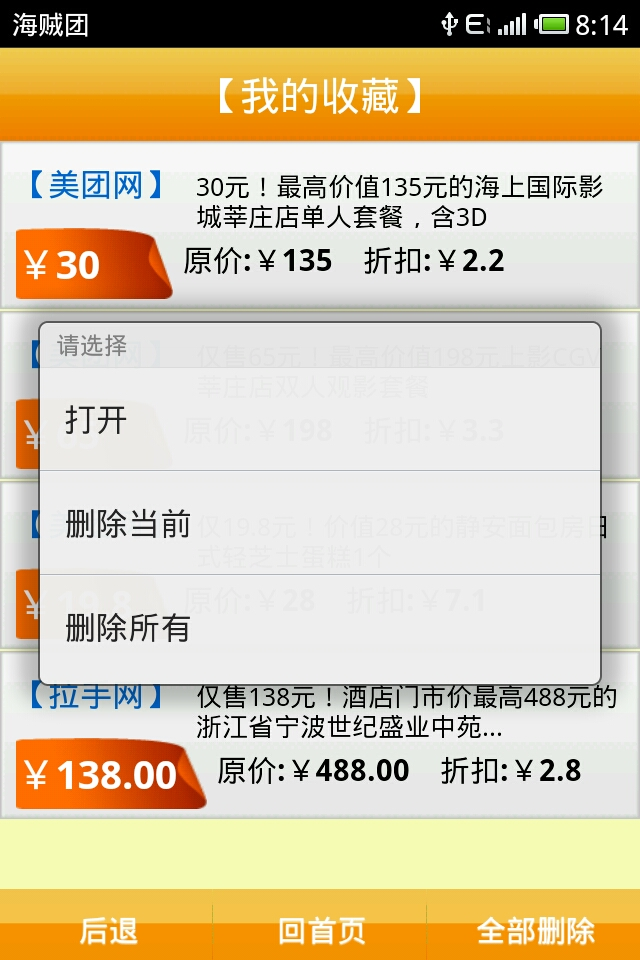 海贼团
8:14
【我的收藏】
【美团网】
30元！最高价值135元的海上国际影
城莘庄店单人套餐，含3D
￥30
原价:￥135 折扣:￥2.2
请选择
仅售65元！最高价值198元上影CGV
莘庄店双人观影套餐
原价:￥198 折扣:￥3.3
打开
仅19.8元！价值28元的静安面包房日
式轻芝士蛋糕1个
￥19.8
原价:￥28 折扣:￥7.1
删除当前
删除所有
【拉手网】
仅售138元！酒店门市价最高488元的
浙江省宁波世纪盛业中苑...
￥138.00
原价:￥488.00 折扣:￥2.8
后退
回首页
全部删除